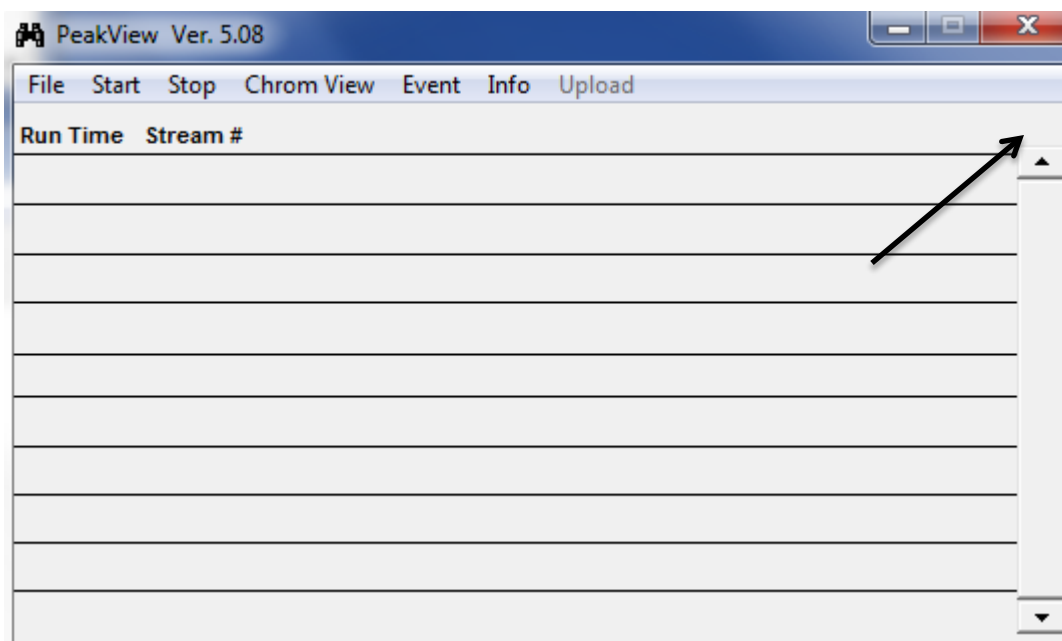 PeakView Ver. 5.08
File Start Stop Chrom View Event Info Upload
Run Time Stream #